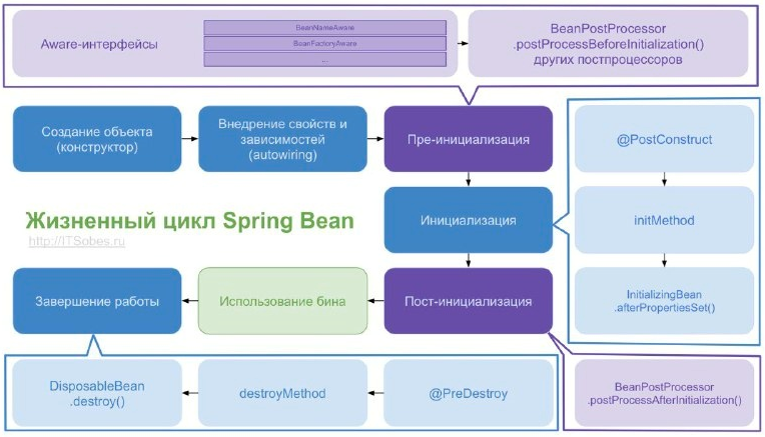 Aware-интерфейсы
BeanNameAware
BeanFactoryAware
...
BeanPostProcessor
.postProcessBeforeInitialization()
других постпроцессоров
Создание объекта
(конструктор)
Внедрение свойств и
зависимостей
(autowiring)
Пре-инициализация
@PostConstruct
Жизненный цикл Spring Bean
http://ITSobes.ru
Инициализация
initMethod
Завершение работы
Использование бина
Пост-инициализация
InitializingBean
.afterPropertiesSet()
DisposableBean
.destroy()
destroyMethod
@PreDestroy
BeanPostProcessor
.postProcessAfterInitialization()